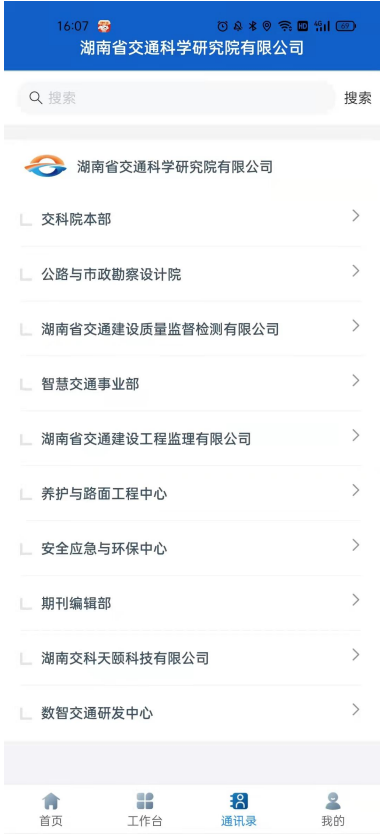 16:07
HD 4G 69
湖南省交通科学研究院有限公司
搜索 搜索
湖南省交通科学研究院有限公司
交科院本部
公路与市政勘察设计院
湖南省交通建设质量监督检测有限公司
智慧交通事业部
湖南省交通建设工程监理有限公司
养护与路面工程中心
安全应急与环保中心
期刊编辑部
湖南交科天颐科技有限公司
数智交通研发中心
首页 工作台 通讯录 我的